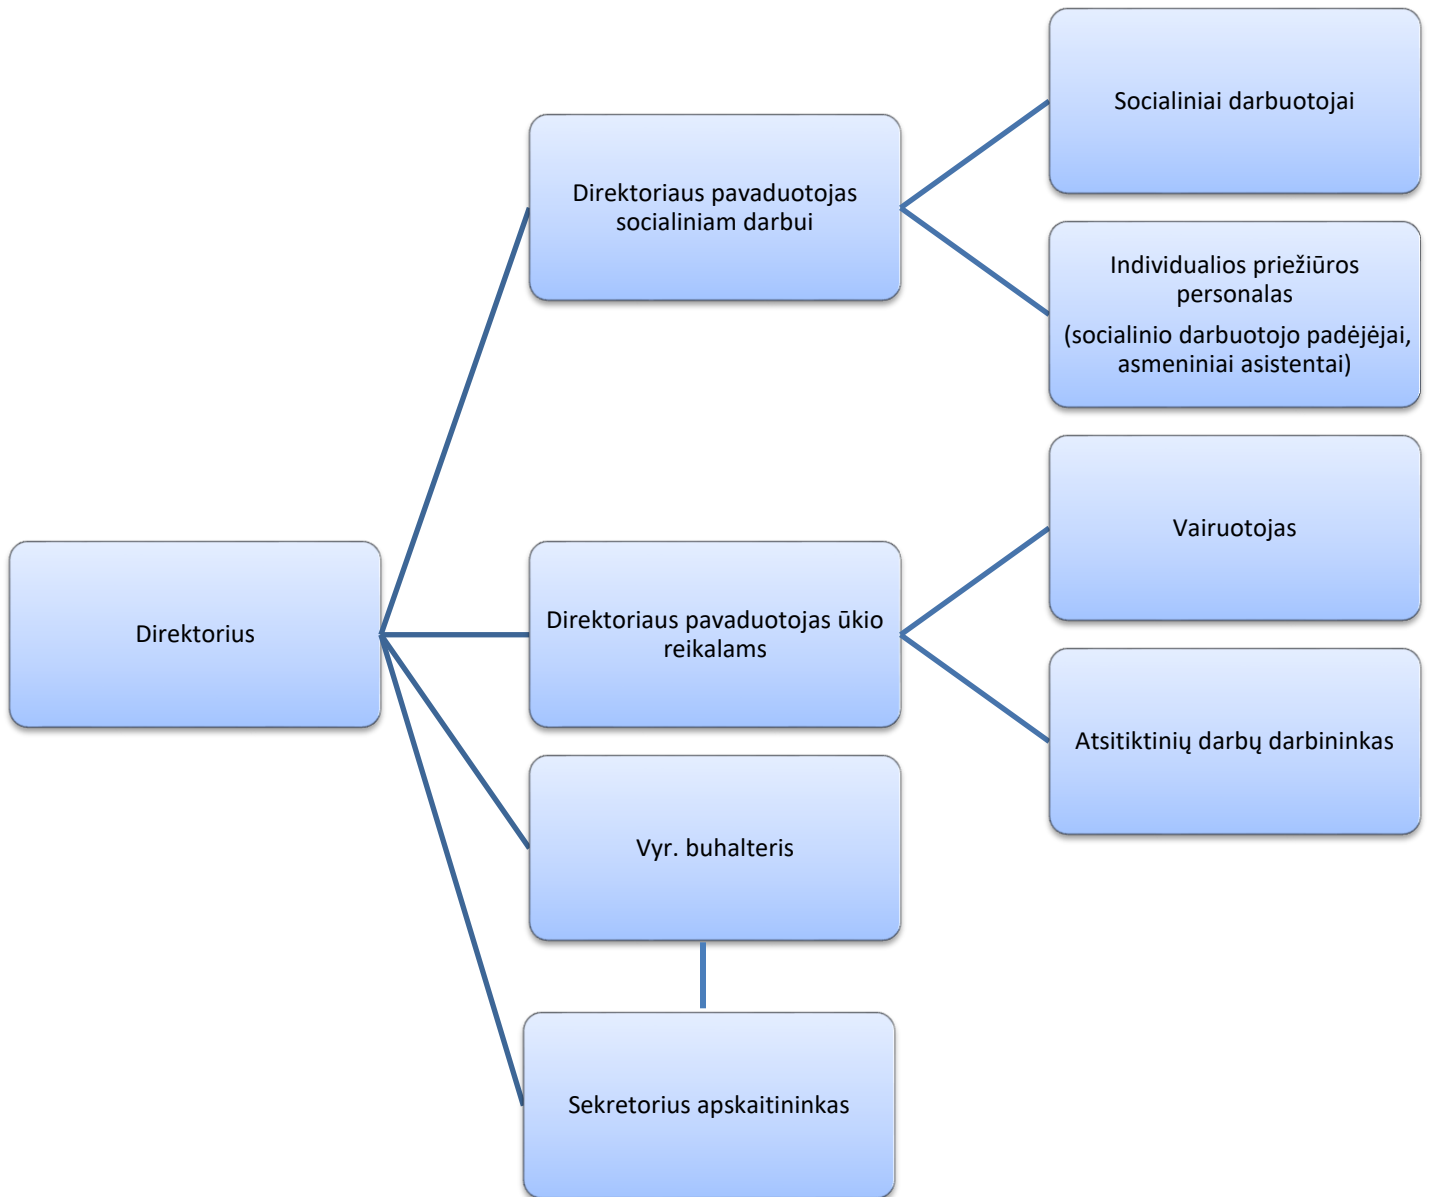 Socialiniai darbuotojai
Direktoriaus pavaduotojas
socialiniam darbui
Individualios priežiūros
personalas
(socialinio darbuotojo padėjėjai,
asmeniniai asistentai)
Vairuotojas
Direktorius
Direktoriaus pavaduotojas ūkio
reikalams
Atsitiktinių darbų darbininkas
Vyr. buhalteris
Sekretorius apskaitininkas